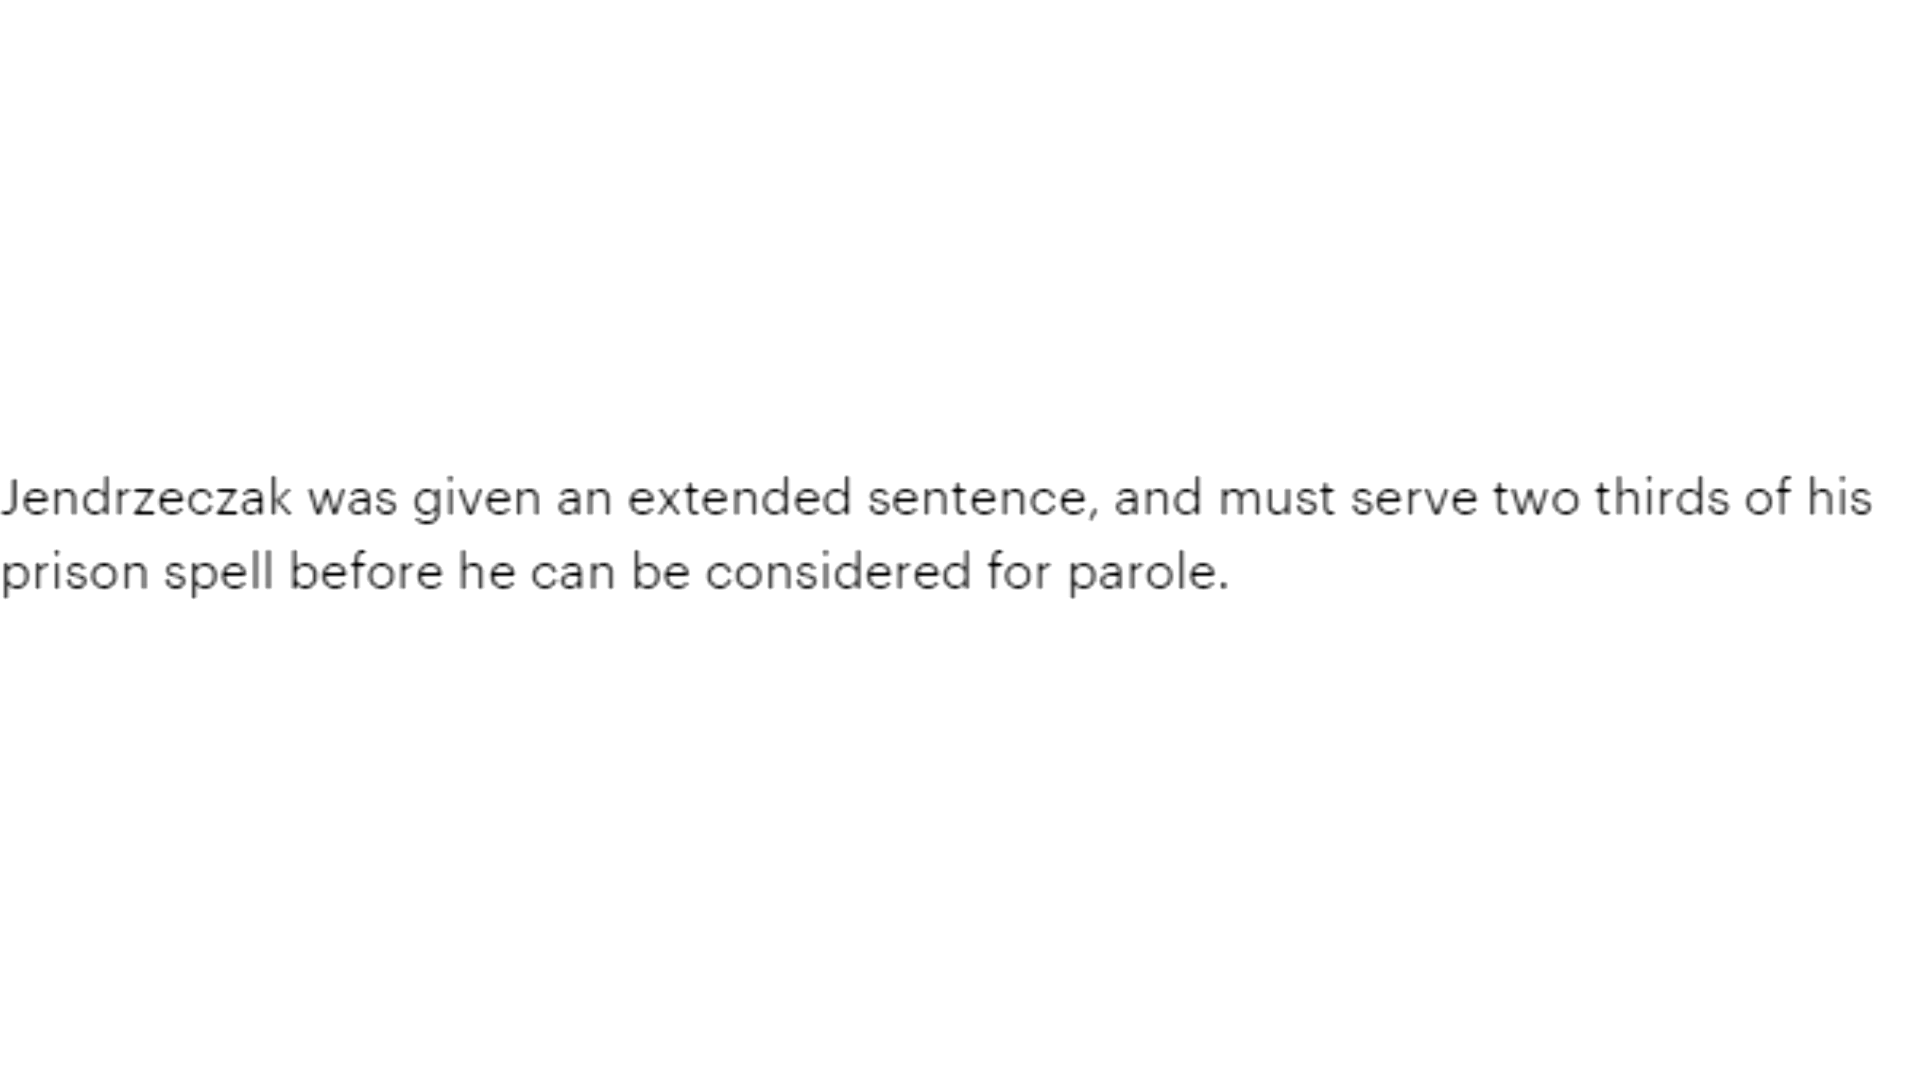 Jendrzeczak was given an extended sentence, and must serve two thirds of his
prison spell before he can be considered for parole.